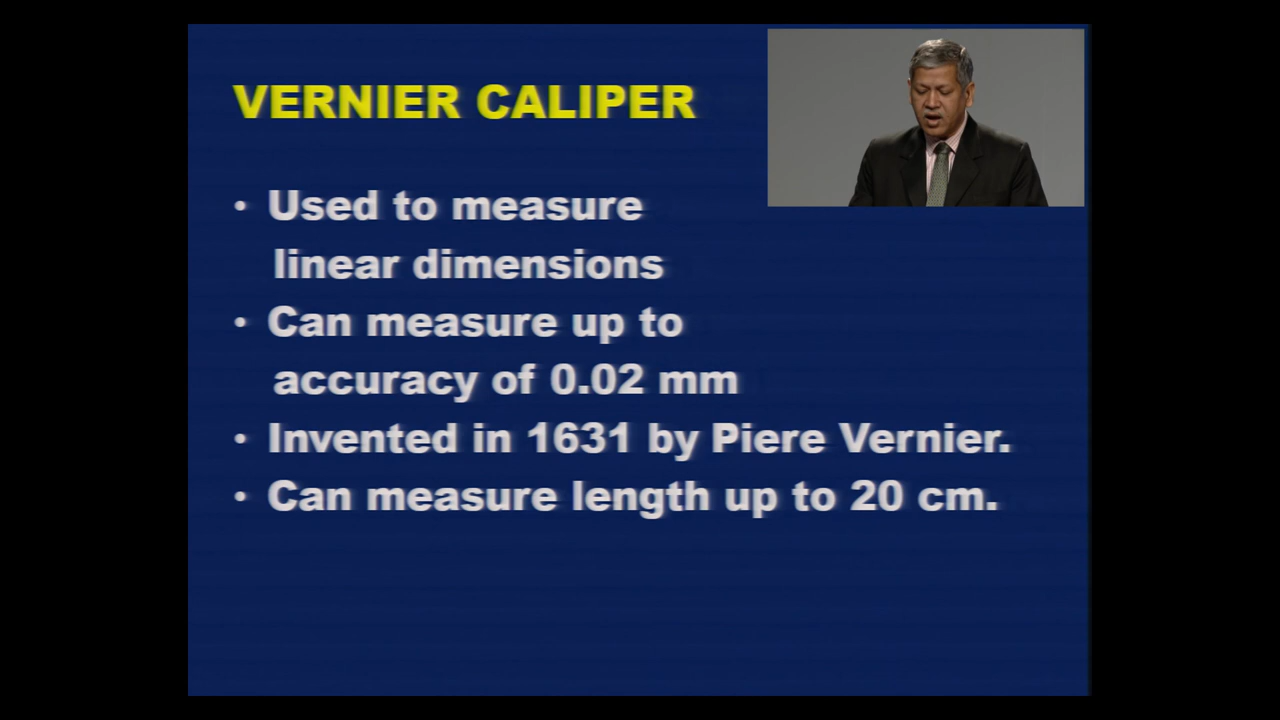 VERNIER CALIPER
• Used to measure
linear dimensions
• Can measure up to
accuracy of 0.02 mm
• Invented in 1631 by Piere Vernier.
• Can measure length up to 20 cm.